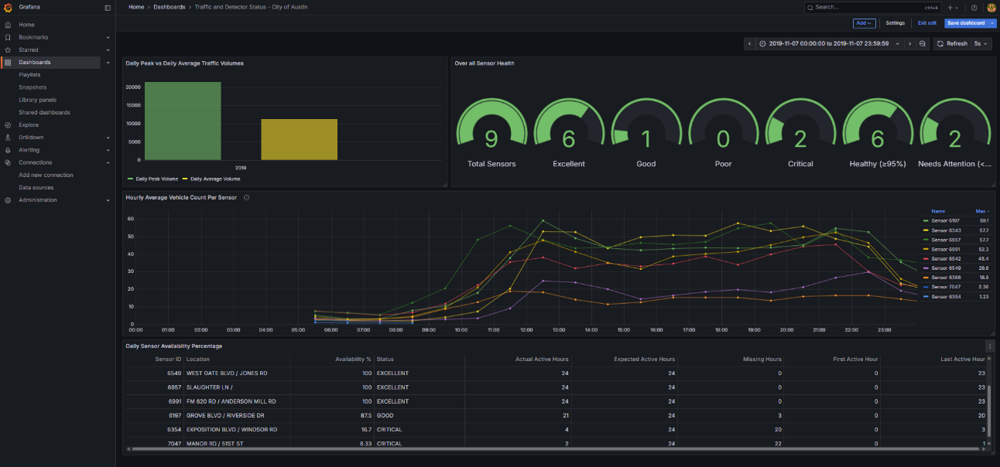 Grafana
Home › Dashboards › Traffic and Detector Status - City of Austin
Search... ctrl+k
Add Settings Exit edit Save dashboard
Home
Bookmarks
Starred
Dashboards
Playlists
Snapshots
Library panels
Shared dashboards
Explore
Drilldown
Alerting
Connections
Add new connection
Data sources
Administration
2019-11-07 00:00:00 to 2019-11-07 23:59:59 Refresh 5s
Daily Peak vs Daily Average Traffic Volumes
20000
15000
10000
5000
0
2019
Daily Peak Volume Daily Average Volume
Over all Sensor Health
9 6 1 0 2 6 2
Total Sensors Excellent Good Poor Critical Healthy (≥95%) Needs Attention (<...
Hourly Average Vehicle Count Per Sensor
60
50
40
30
20
10
0
00:00 01:00 02:00 03:00 04:00 05:00 06:00 07:00 08:00 09:00 10:00 11:00 12:00 13:00 14:00 15:00 16:00 17:00 18:00 19:00 20:00 21:00 22:00 23:00
Name Max
Sensor 6197 59.1
Sensor 6343 57.7
Sensor 6957 57.7
Sensor 6991 52.3
Sensor 6542 45.4
Sensor 6549 29.8
Sensor 6366 18.8
Sensor 7047 2.36
Sensor 6354 1.23
Daily Sensor Availability Percentage
Sensor ID Location Availability % Status Actual Active Hours Expected Active Hours Missing Hours First Active Hour Last Active Hour
6549 WEST GATE BLVD / JONES RD 100 EXCELLENT 24 24 0 0 23
6957 SLAUGHTER LN / 100 EXCELLENT 24 24 0 0 23
6991 FM 620 RD / ANDERSON MILL RD 100 EXCELLENT 24 24 0 0 23
6197 GROVE BLVD / RIVERSIDE DR 87.5 GOOD 21 24 3 0 20
6354 EXPOSITION BLVD / WINDSOR RD 16.7 CRITICAL 4 24 20 0 3
7047 MANOR RD / 51ST ST 8.33 CRITICAL 2 24 22 0 1